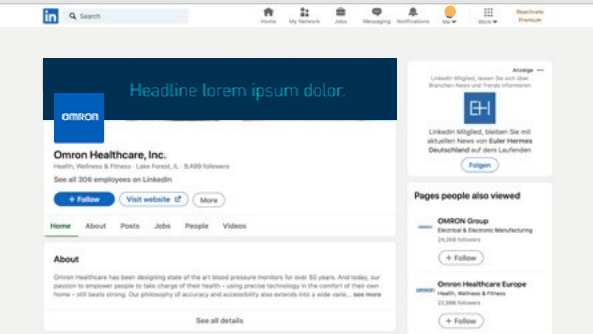 in
Search
Home
My Network
Jobs
Messaging
Notifications
Me
Work
Reactivate
Premium
Headline lorem ipsum dolor.
OMRON
Omron Healthcare, Inc.
Health, Wellness & Fitness · Lake Forest, IL · 9,499 followers
See all 306 employees on LinkedIn
+ Follow
Visit website
More
Home
About
Posts
Jobs
People
Videos
About
Omron Healthcare has been designing state of the art blood pressure monitors for over 50 years. And today, our
passion to empower people to take charge of their health – using precise technology in the comfort of their own
home – still beats strong. Our philosophy of accuracy and accessibility also extends into a wide varie... see more
See all details
Anzeige
LinkedIn Mitglied, lassen Sie sich über
Branchen-News und Trends informieren
EH
LinkedIn Mitglied, bleiben Sie mit
aktuellen News von Euler Hermes
Deutschland auf dem Laufenden
Folgen
Pages people also viewed
OMRON Group
Electrical & Electronic Manufacturing
followers
+ Follow
OMRON
Omron Healthcare Europe
Health, Wellness & Fitness
followers
+ Follow